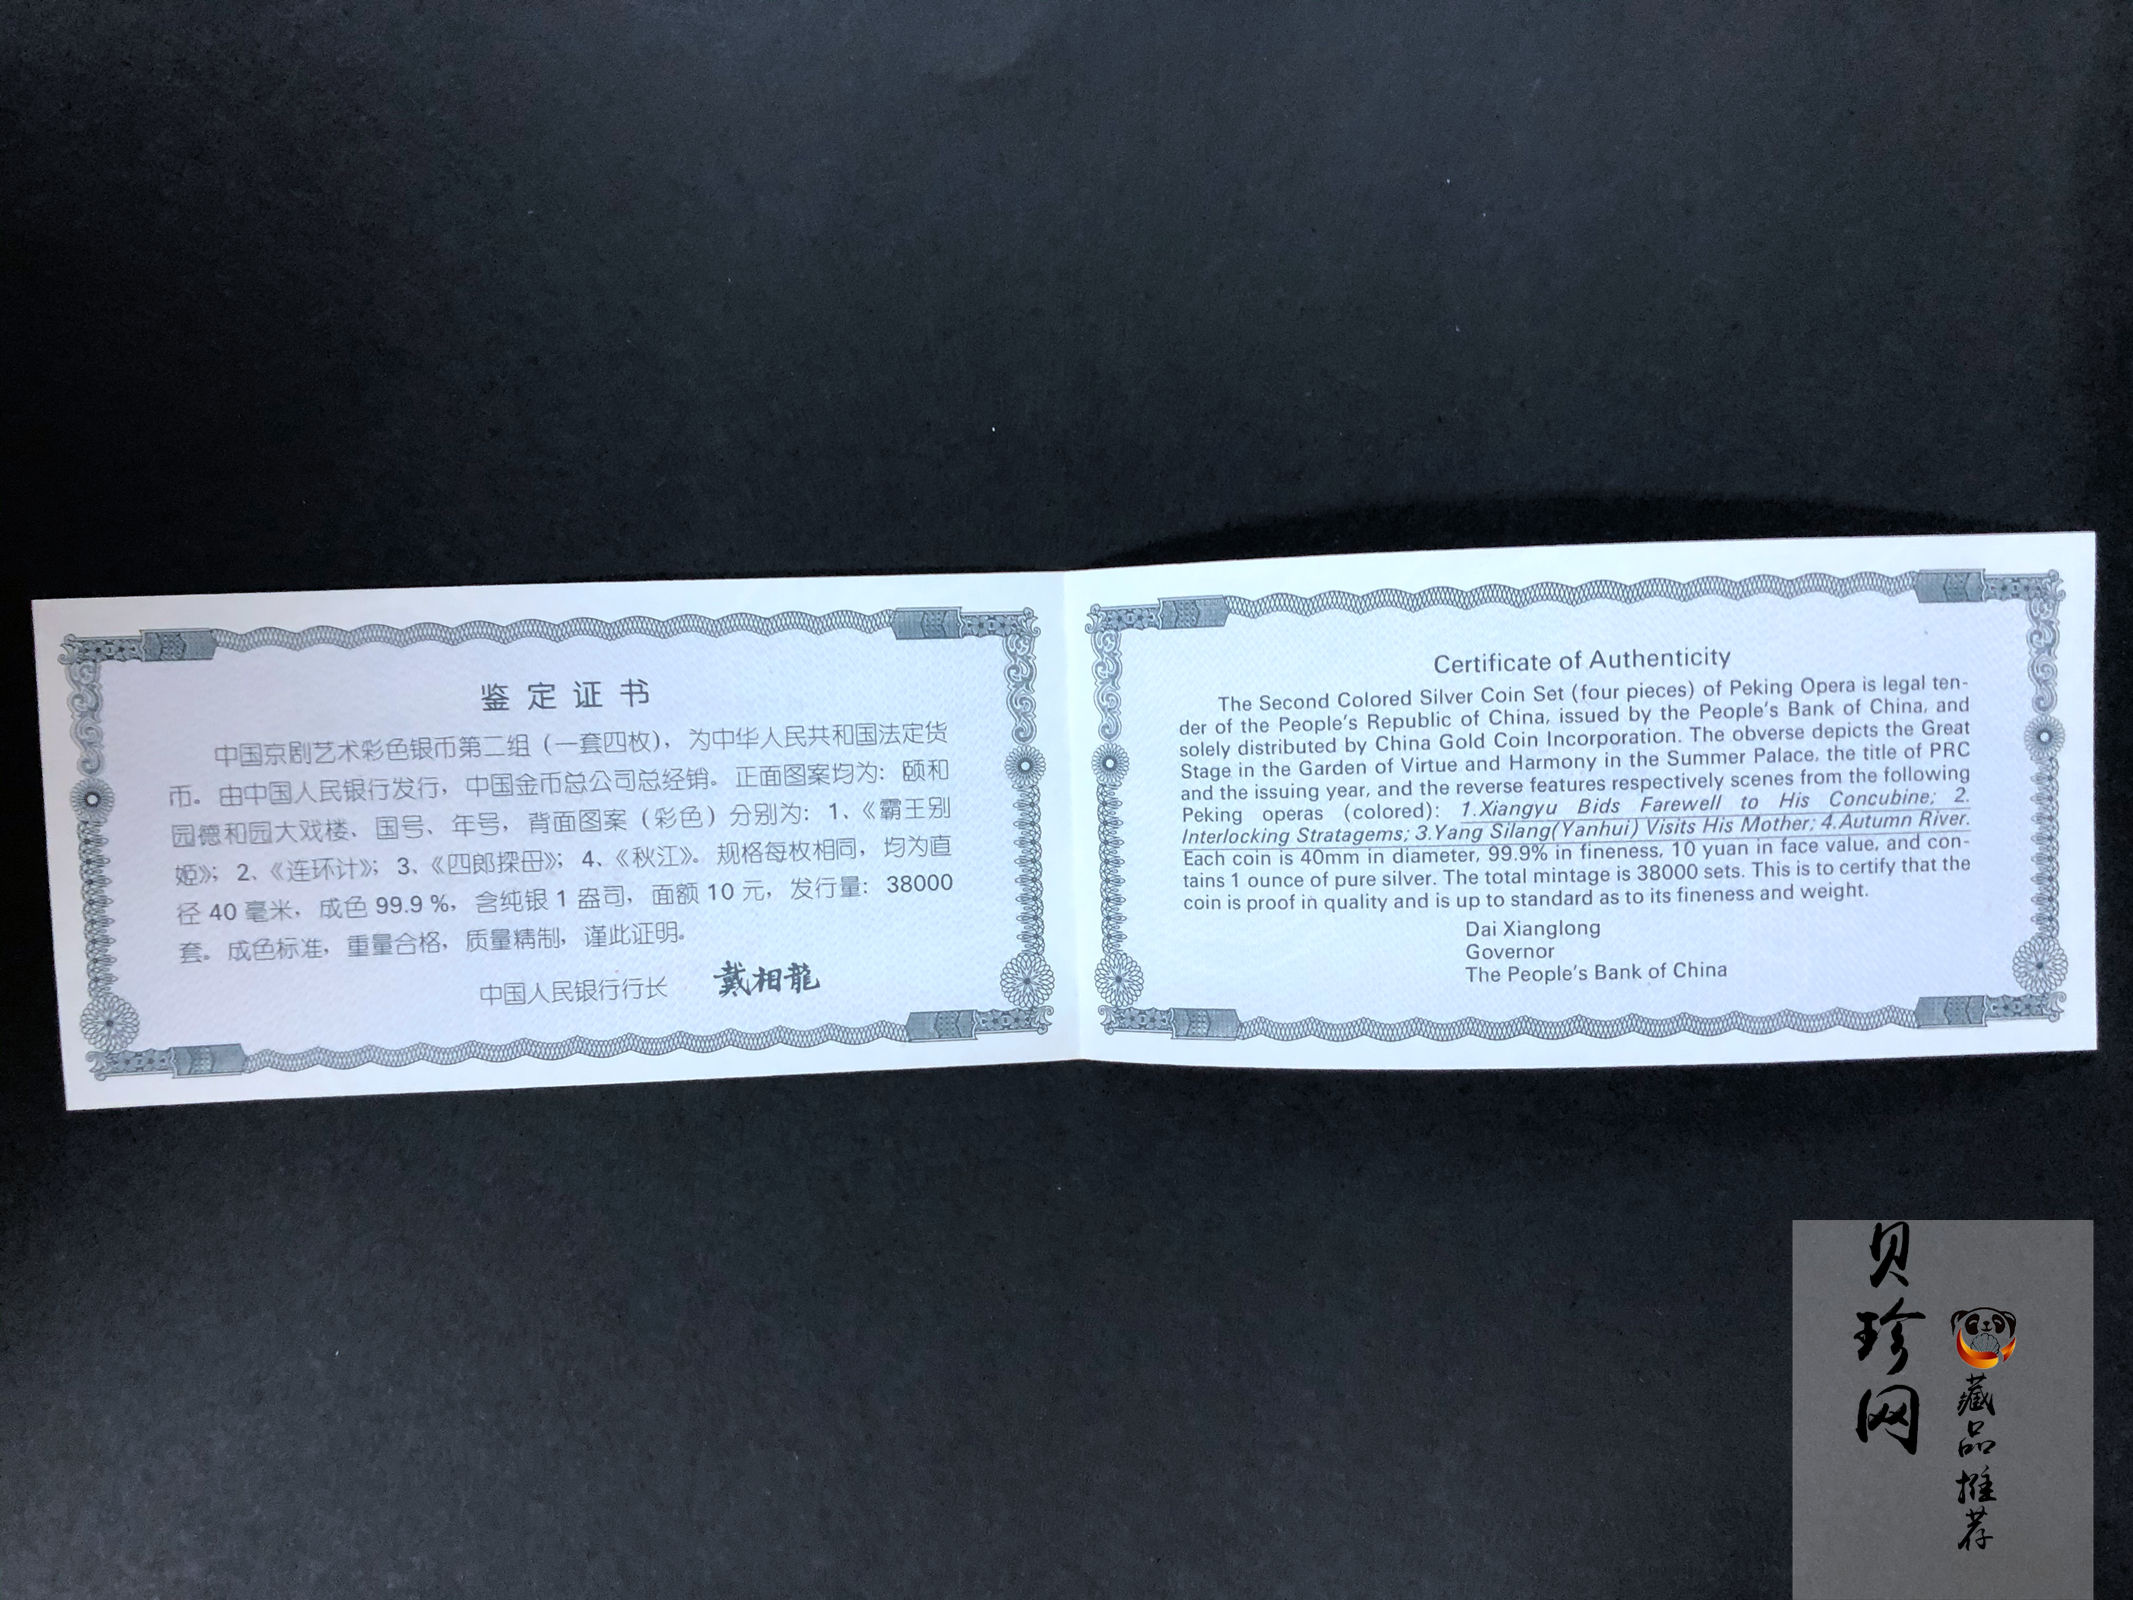 鉴定证书
中国京剧艺术彩色银币第二组（一套四枚），为中华人民共和国法定货
币。由中国人民银行发行，中国金币总公司总经销。正面图案均为：颐和
园德和园大戏楼、国号、年号，背面图案（彩色）分别为：1、《霸王别
姬》；2、《连环计》；3、《四郎探母》；4、《秋江》。规格每枚相同，均为直
径40毫米，成色99.9%，含纯银1盎司，面额10元，发行量：38000
套。成色标准，重量合格，质量精制，谨此证明。
中国人民银行行长 戴相龍
Certificate of Authenticity
The Second Colored Silver Coin Set (four pieces) of Peking Opera is legal ten-
der of the People's Republic of China, issued by the People's Bank of China, and
solely distributed by China Gold Coin Incorporation. The obverse depicts the Great
Stage in the Garden of Virtue and Harmony in the Summer Palace, the title of PRC
and the issuing year, and the reverse features respectively scenes from the following
Peking operas (colored): 1.Xiangyu Bids Farewell to His Concubine; 2.
Interlocking Stratagems; 3.Yang Silang(Yanhui) Visits His Mother; 4.Autumn River.
Each coin is 40mm in diameter, 99.9% in fineness, 10 yuan in face value, and con-
tains 1 ounce of pure silver. The total mintage is 38000 sets. This is to certify that the
coin is proof in quality and is up to standard as to its fineness and weight.
Dai Xianglong
Governor
The People's Bank of China
贝珍网
藏品推荐